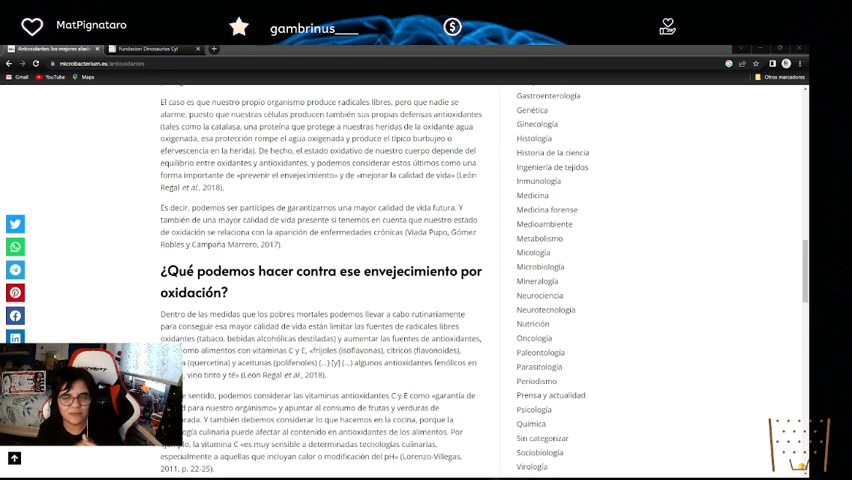 MatPignataro
gambrinus____
Antioxidantes: los mejores aliad
Fundacion Dinosaurios Cyl
microbacterium.es/antioxidantes
Gmail
YouTube
Maps
Otros marcadores
El caso es que nuestro propio organismo produce radicales libres, pero que nadie se
alarme, puesto que nuestras células producen también sus propias defensas antioxidantes
(tales como la catalasa, una proteína que protege a nuestras heridas de la oxidante agua
oxigenada, esa protección rompe el agua oxigenada y produce el típico burbujeo o
efervescencia en la herida). De hecho, el estado oxidativo de nuestro cuerpo depende del
equilibrio entre oxidantes y antioxidantes, y podemos considerar estos últimos como una
forma importante de «prevenir el envejecimiento» y de «mejorar la calidad de vida» (León
Regal et al., 2018),
Es decir, podemos ser partícipes de garantizarnos una mayor calidad de vida futura. Y
también de una mayor calidad de vida presente si tenemos en cuenta que nuestro estado
de oxidación se relaciona con la aparición de enfermedades crónicas (Viada Pupo, Gómez
Robles y Campaña Marrero, 2017).
¿Qué podemos hacer contra ese envejecimiento por
oxidación?
Dentro de las medidas que los pobres mortales podemos llevar a cabo rutinariamente
para conseguir esa mayor calidad de vida están limitar las fuentes de radicales libres
oxidantes (tabaco, bebidas alcohólicas destiladas) y aumentar las fuentes de antioxidantes,
como alimentos con vitaminas C y E, «frijoles (isoflavonas), cítricos (flavonoides),
(quercetina) y aceitunas (polifenoles) (...) [y] (...) algunos antioxidantes fenólicos en
vino tinto y té» (León Regal et al., 2018).
sentido, podemos considerar las vitaminas antioxidantes C y E como «garantía de
para nuestro organismo» y apuntar al consumo de frutas y verduras de
Y también debemos considerar lo que hacemos en la cocina, porque la
culinaria puede afectar al contenido en antioxidantes de los alimentos. Por
la vitamina C «es muy sensible a determinadas tecnologías culinarias,
especialmente a aquellas que incluyan calor o modificación del pH» (Lorenzo-Villegas,
2011, p. 22-25).
Gastroenterología
Genética
Ginecología
Histología
Historia de la ciencia
Ingeniería de tejidos
Inmunología
Medicina
Medicina forense
Medioambiente
Metabolismo
Micología
Microbiología
Mineralogía
Neurociencia
Neurotecnología
Nutrición
Oncología
Paleontología
Parasitología
Periodismo
Prensa y actualidad
Psicología
Química
Sin categorizar
Sociobiología
Virología